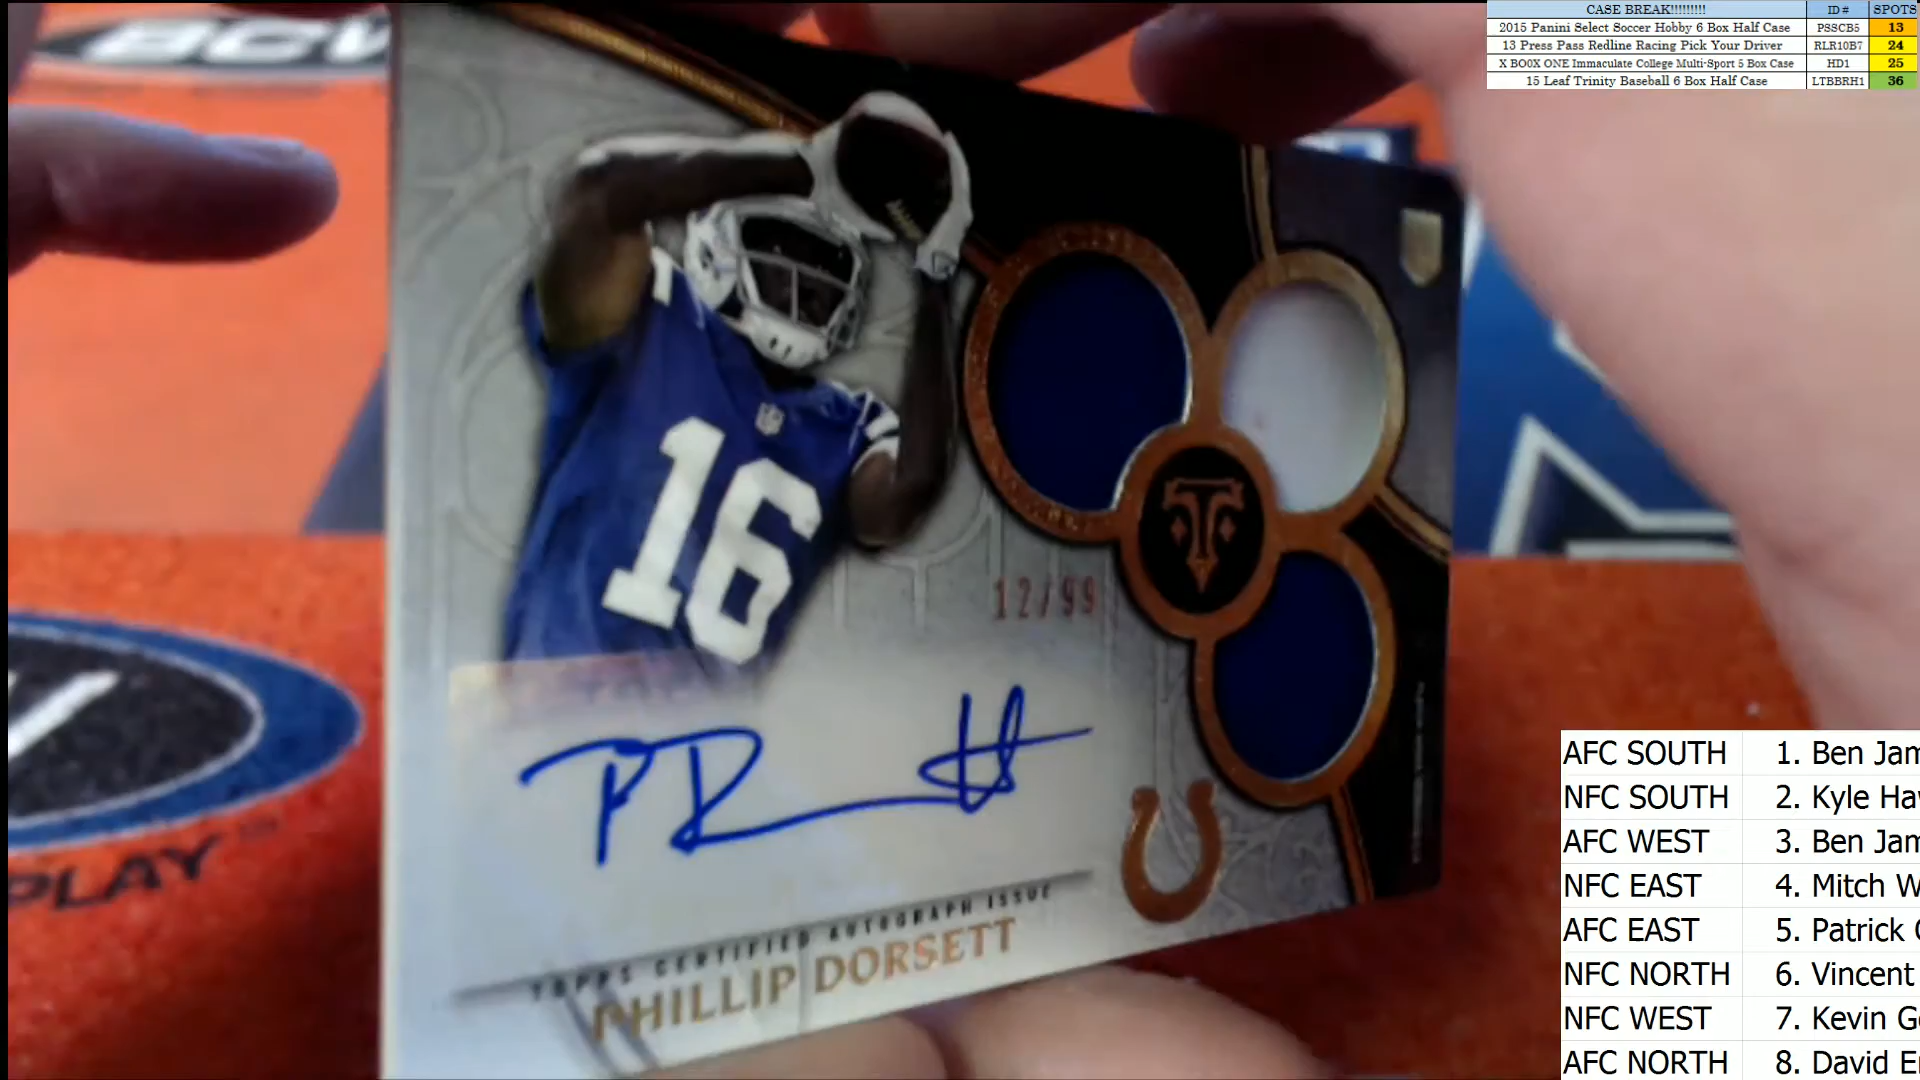 CASE BREAK!!!!!!!!! ID # SPOTS
2015 Panini Select Soccer Hobby 6 Box Half Case PSSCB5 13
13 Press Pass Redline Racing Pick Your Driver RLR10B7 24
X BO0X ONE Immaculate College Multi-Sport 5 Box Case HD1 25
15 Leaf Trinity Baseball 6 Box Half Case LTBBRH1 36
16
12/99
TOPPS CERTIFIED AUTOGRAPH ISSUE
PHILLIP DORSETT
PLAY
AFC SOUTH 1. Ben Jam
NFC SOUTH 2. Kyle Ha
AFC WEST 3. Ben Jam
NFC EAST 4. Mitch W
AFC EAST 5. Patrick
NFC NORTH 6. Vincent
NFC WEST 7. Kevin G
AFC NORTH 8. David E